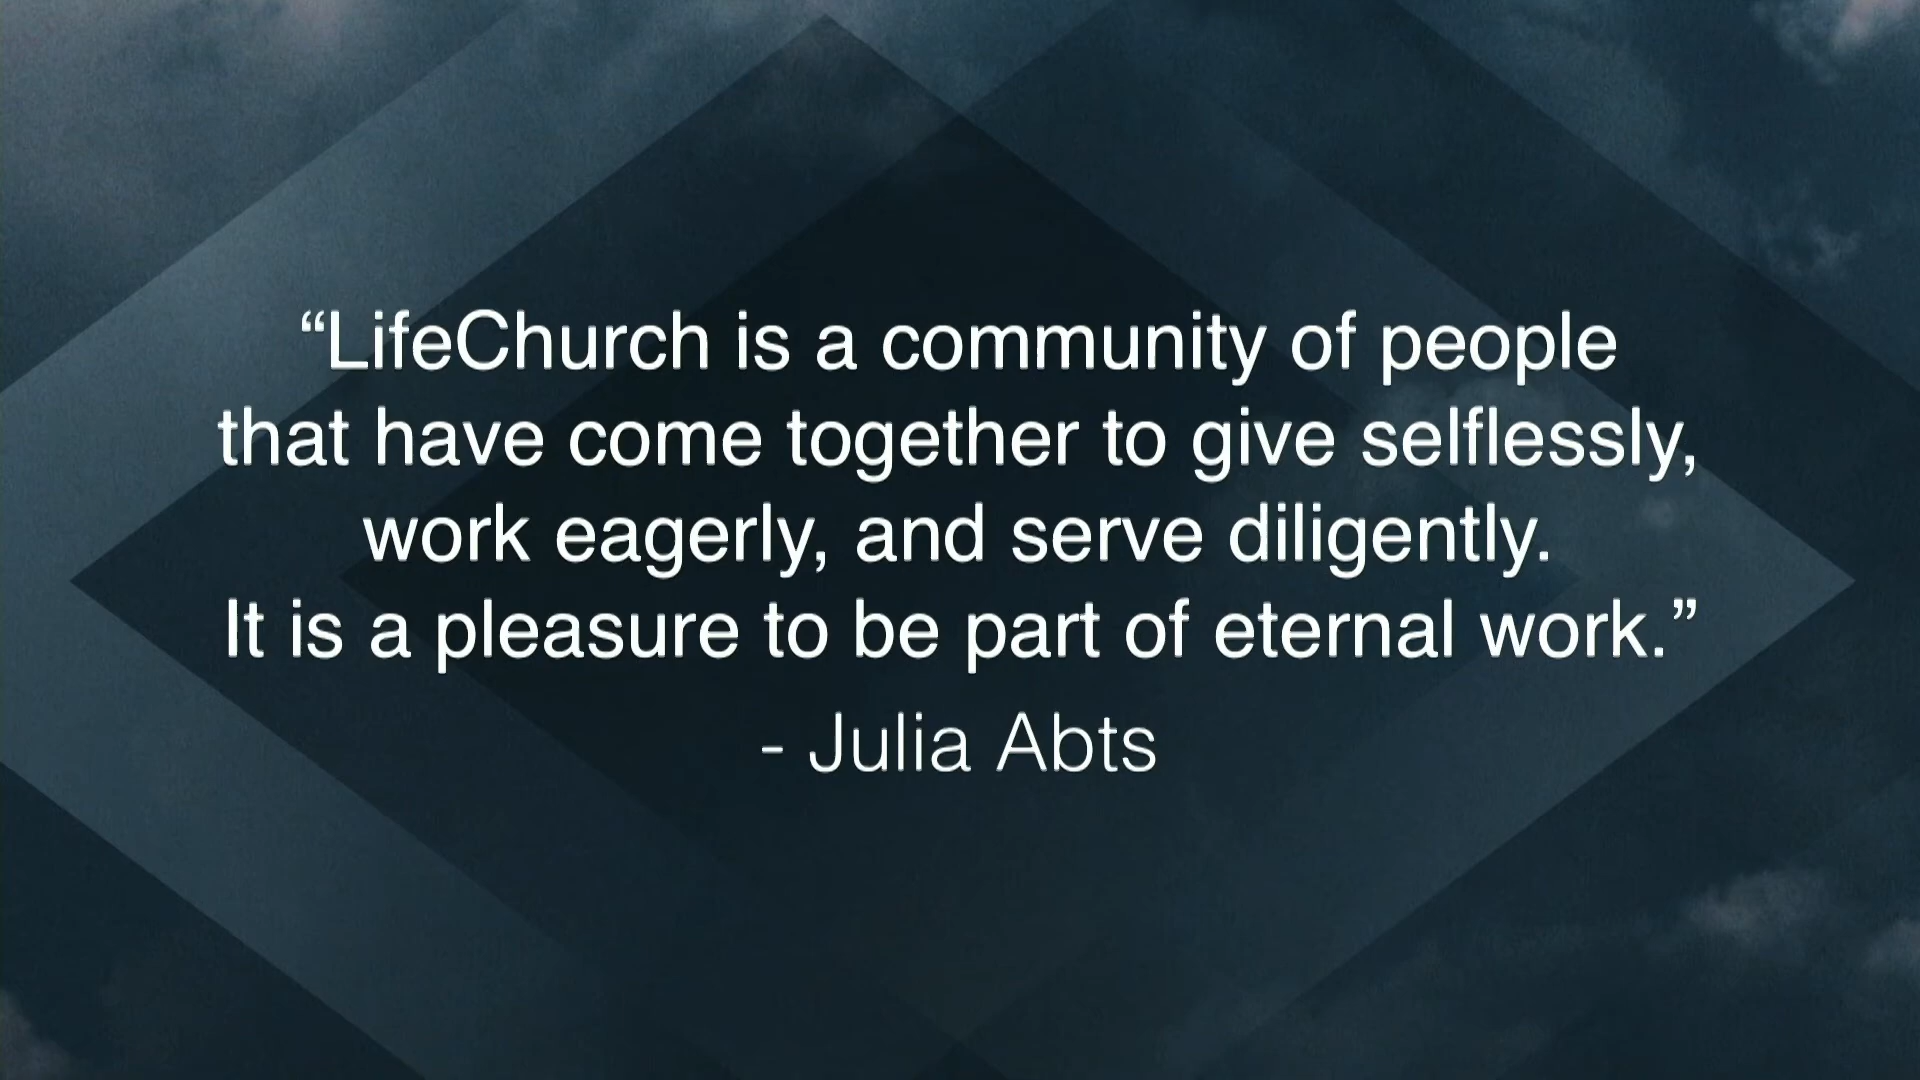 “LifeChurch is a community of people
that have come together to give selflessly,
work eagerly, and serve diligently.
It is a pleasure to be part of eternal work.”
- Julia Abts